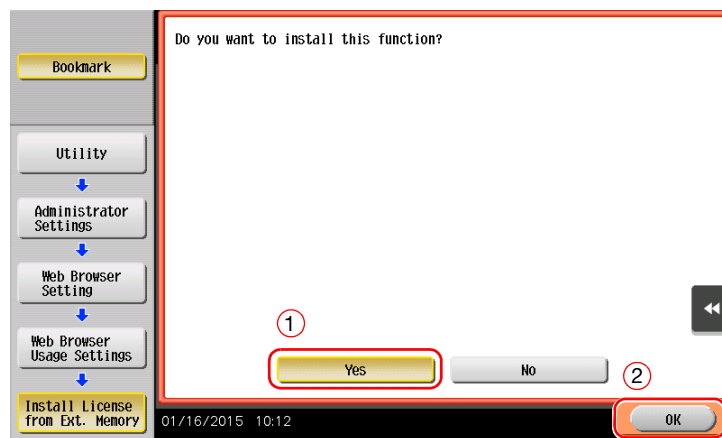 Do you want to install this function?
Bookmark
Utility
Administrator
Settings
Web Browser
Setting
Web Browser
Usage Settings
Install License
from Ext. Memory
1
Yes
No
2
01/16/2015 10:12
OK